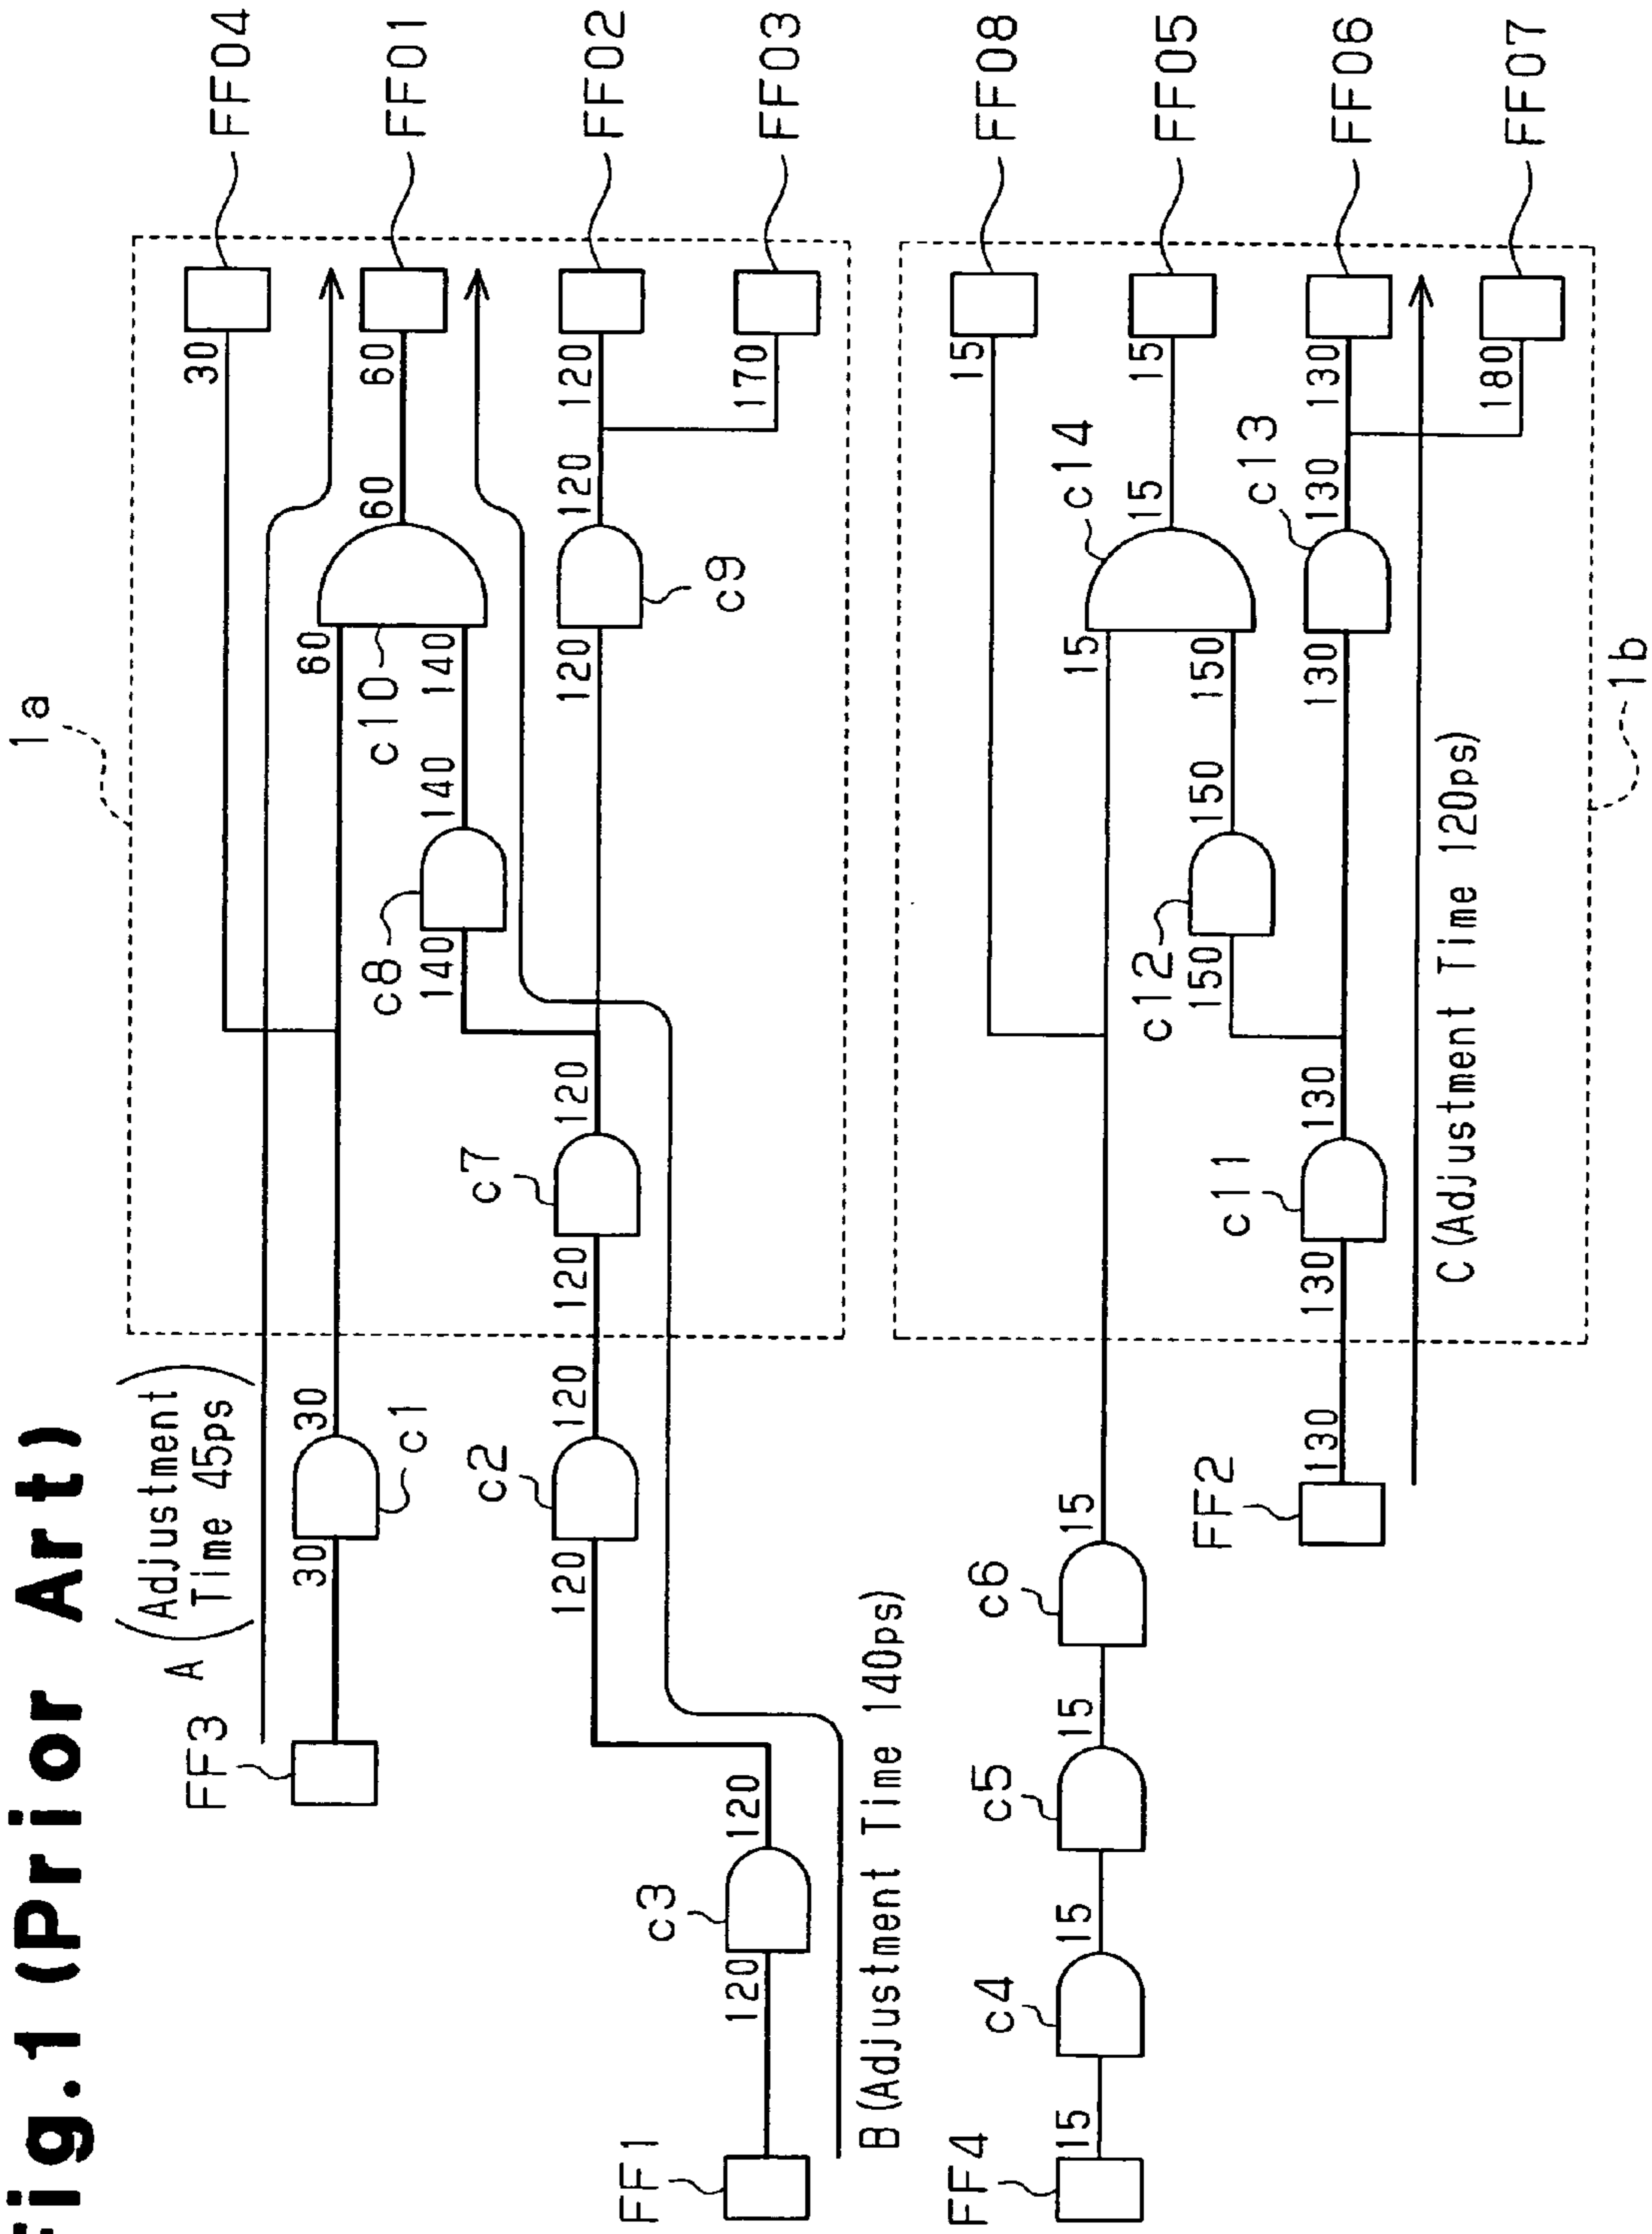 Fig.1 (Prior Art)
1a
(Adjustment
Time 45ps)
A
FF3
30
30
c1
30
FF04
60
c10
60
60
FF01
c8
140
140
140
FF1
120
c3
120
120
c2
120
120
c7
120
120
c9
120
120
FF02
170
FF03
B (Adjustment Time 140ps)
FF4
15
c4
15
c5
15
c6
15
15
FF08
15
c14
15
15
FF05
c12
150
150
150
FF2
130
130
c11
130
130
c13
130
130
FF06
180
FF07
C (Adjustment Time 120ps)
1b